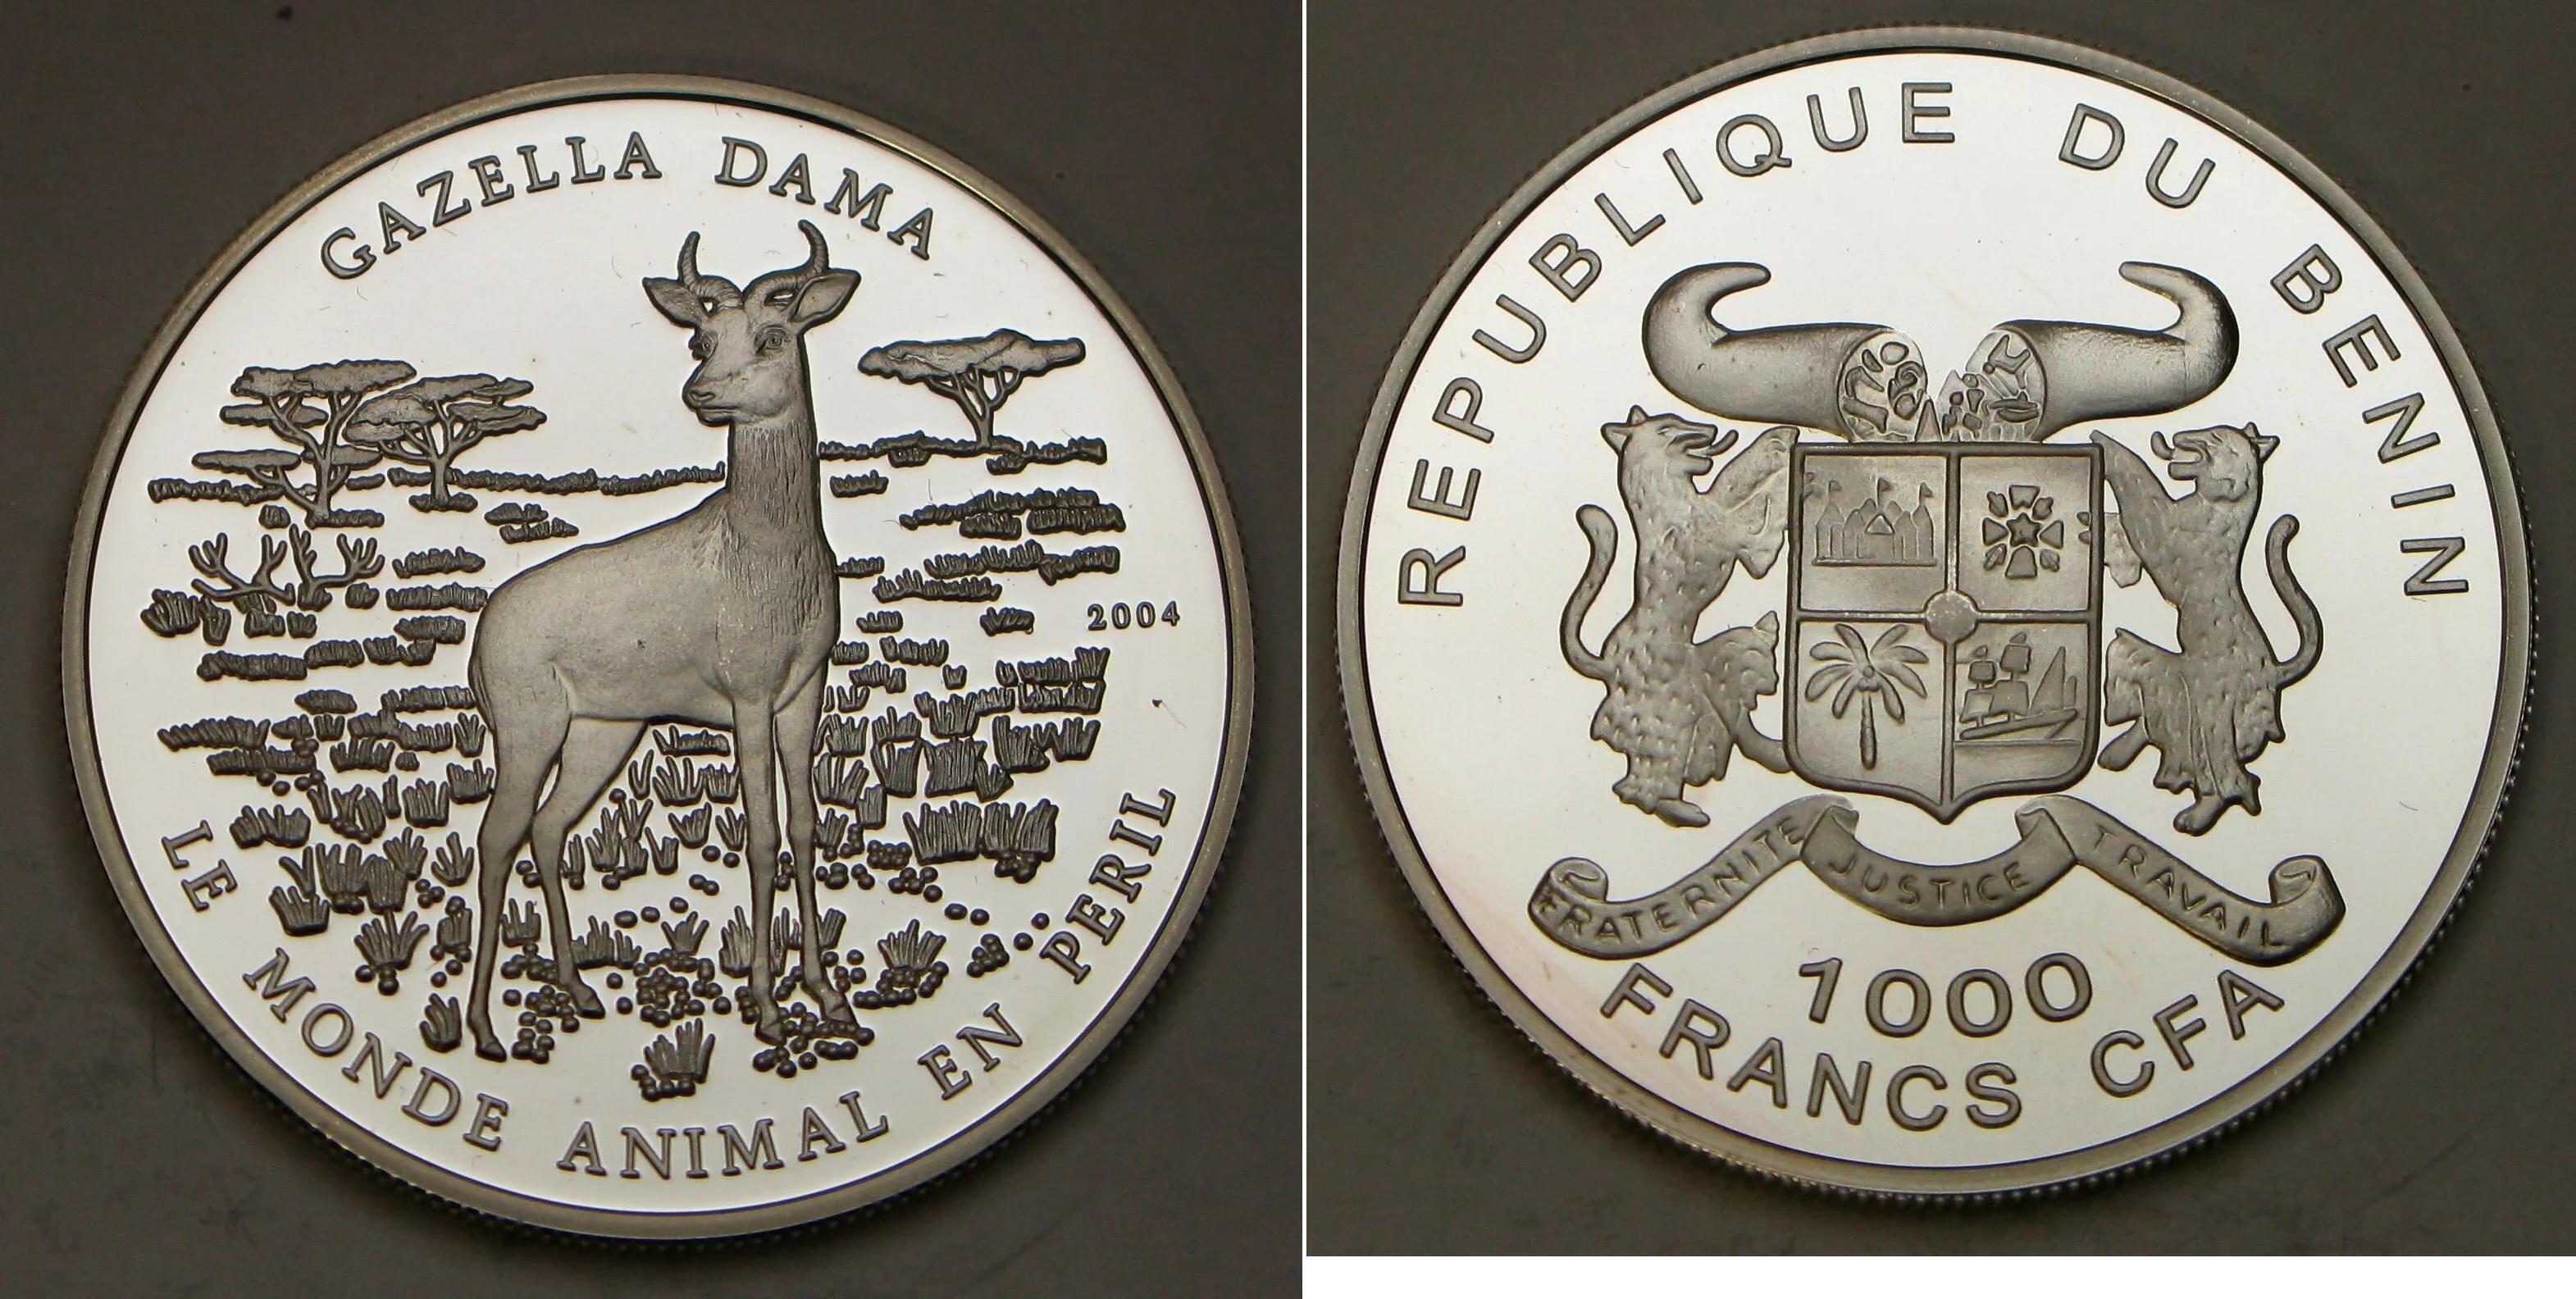 GAZELLA DAMA
2004
LE MONDE ANIMAL EN PERIL
REPUBLIQUE DU BENIN
FRATERNITE JUSTICE TRAVAIL
1000
FRANCS CFA